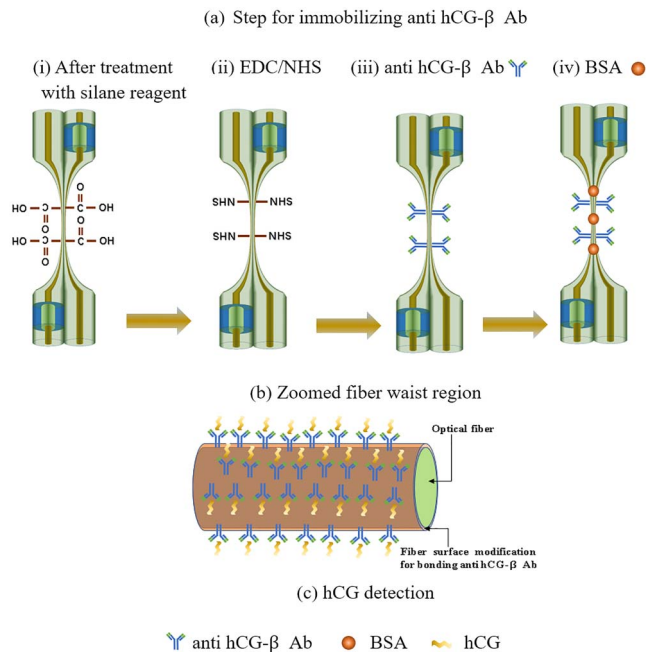 (a) Step for immobilizing anti hCG-β Ab
(i) After treatment
with silane reagent
(ii) EDC/NHS
(iii) anti hCG-β Ab
(iv) BSA
O O
HO C C OH
O O
HO C C OH
O O
SHN NHS
SHN NHS
(b) Zoomed fiber waist region
Optical fiber
Fiber surface modification
for bonding anti hCG-β Ab
(c) hCG detection
anti hCG-β Ab
BSA
hCG